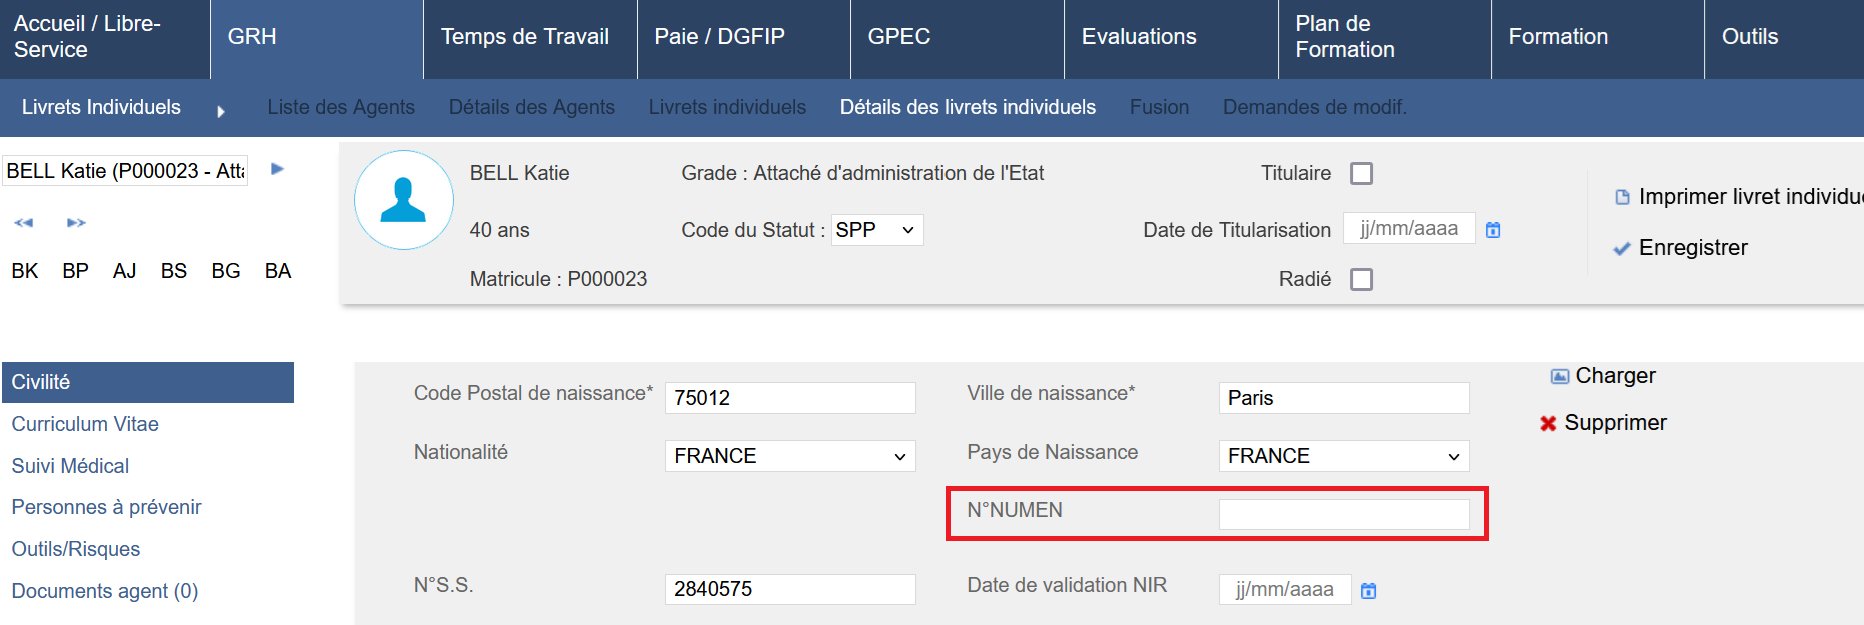 Accueil / Libre-Service
GRH
Temps de Travail
Paie / DGFIP
GPEC
Evaluations
Plan de Formation
Formation
Outils
Livrets Individuels
Liste des Agents
Détails des Agents
Livrets individuels
Détails des livrets individuels
Fusion
Demandes de modif.
BELL Katie (P000023 - Atta
BK BP AJ BS BG BA
BELL Katie
Grade : Attaché d'administration de l'Etat
Titulaire
40 ans
Code du Statut : SPP
Date de Titularisation jj/mm/aaaa
Matricule : P000023
Radié
Imprimer livret individue
Enregistrer
Civilité
Curriculum Vitae
Suivi Médical
Personnes à prévenir
Outils/Risques
Documents agent (0)
Code Postal de naissance* 75012
Ville de naissance* Paris
Nationalité FRANCE
Pays de Naissance FRANCE
N°NUMEN
N°S.S. 2840575
Date de validation NIR jj/mm/aaaa
Charger
Supprimer